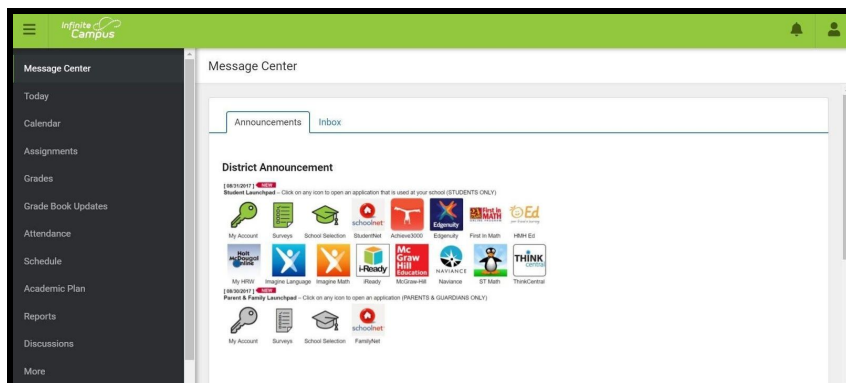 Infinite
Campus
Message Center
Today
Calendar
Assignments
Grades
Grade Book Updates
Attendance
Schedule
Academic Plan
Reports
Discussions
More
Message Center
Announcements Inbox
District Announcement
[ 08/31/2017 ] NEW
Student Launchpad – Click on any icon to open an application that is used at your school (STUDENTS ONLY)
schoolnet Edgenuity First in MATH Ed
My Account Surveys School Selection StudentNet Achieve3000 Edgenuity First In Math HMH Ed
Holt McDougal Online i-Ready Mc Graw Hill Education NAVIANCE THINK central
My HRW Imagine Language Imagine Math iReady McGraw-Hill Naviance ST Math ThinkCentral
[ 08/30/2017 ] NEW
Parent & Family Launchpad – Click on any icon to open an application (PARENTS & GUARDIANS ONLY)
schoolnet
My Account Surveys School Selection FamilyNet